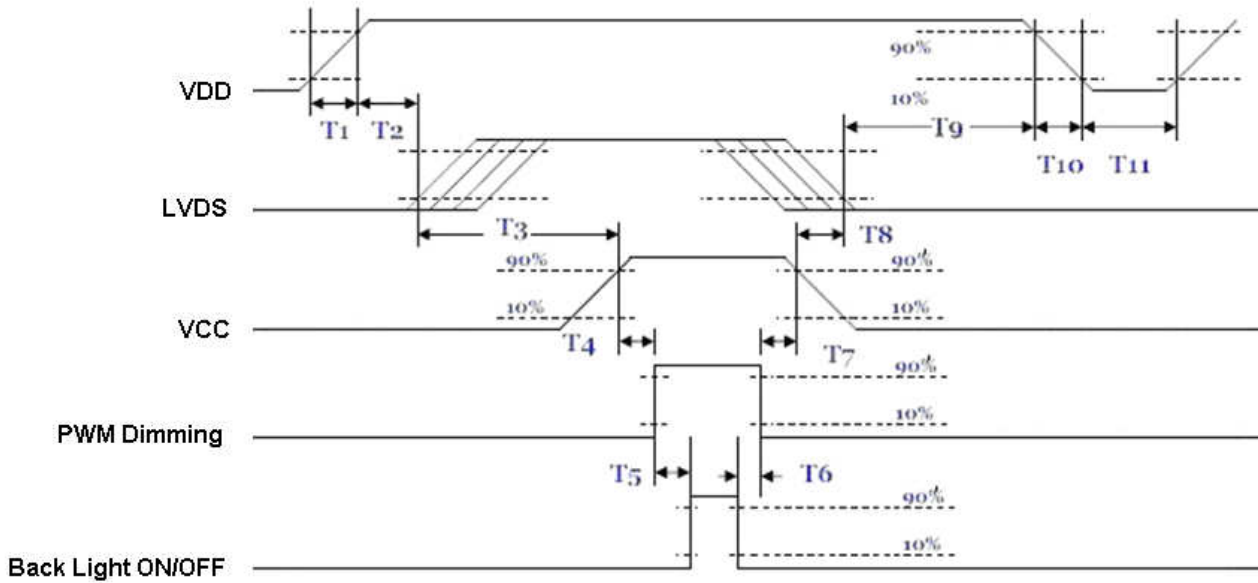 90%
VDD
10%
T1 T2
T9
T10 T11
LVDS
T3
T8
90%
90%
10%
10%
VCC
T4
T7
90%
10%
PWM Dimming
T5
T6
90%
10%
Back Light ON/OFF